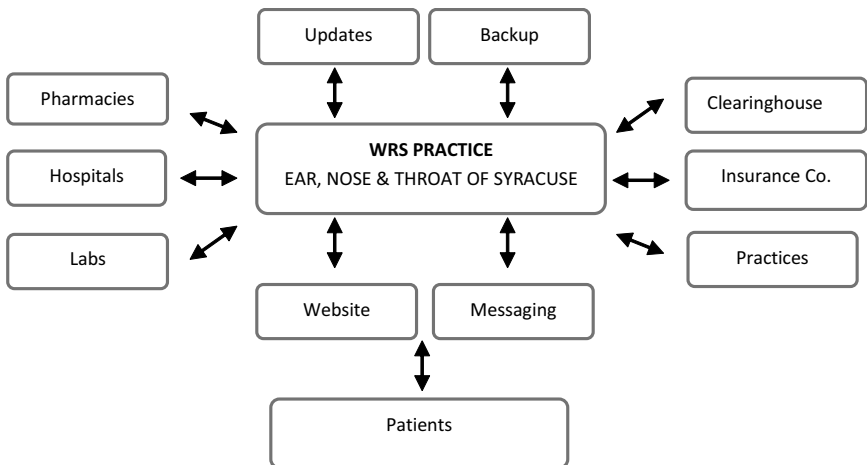 Updates
Backup
Pharmacies
Clearinghouse
WRS PRACTICE
EAR, NOSE & THROAT OF SYRACUSE
Hospitals
Insurance Co.
Labs
Practices
Website
Messaging
Patients